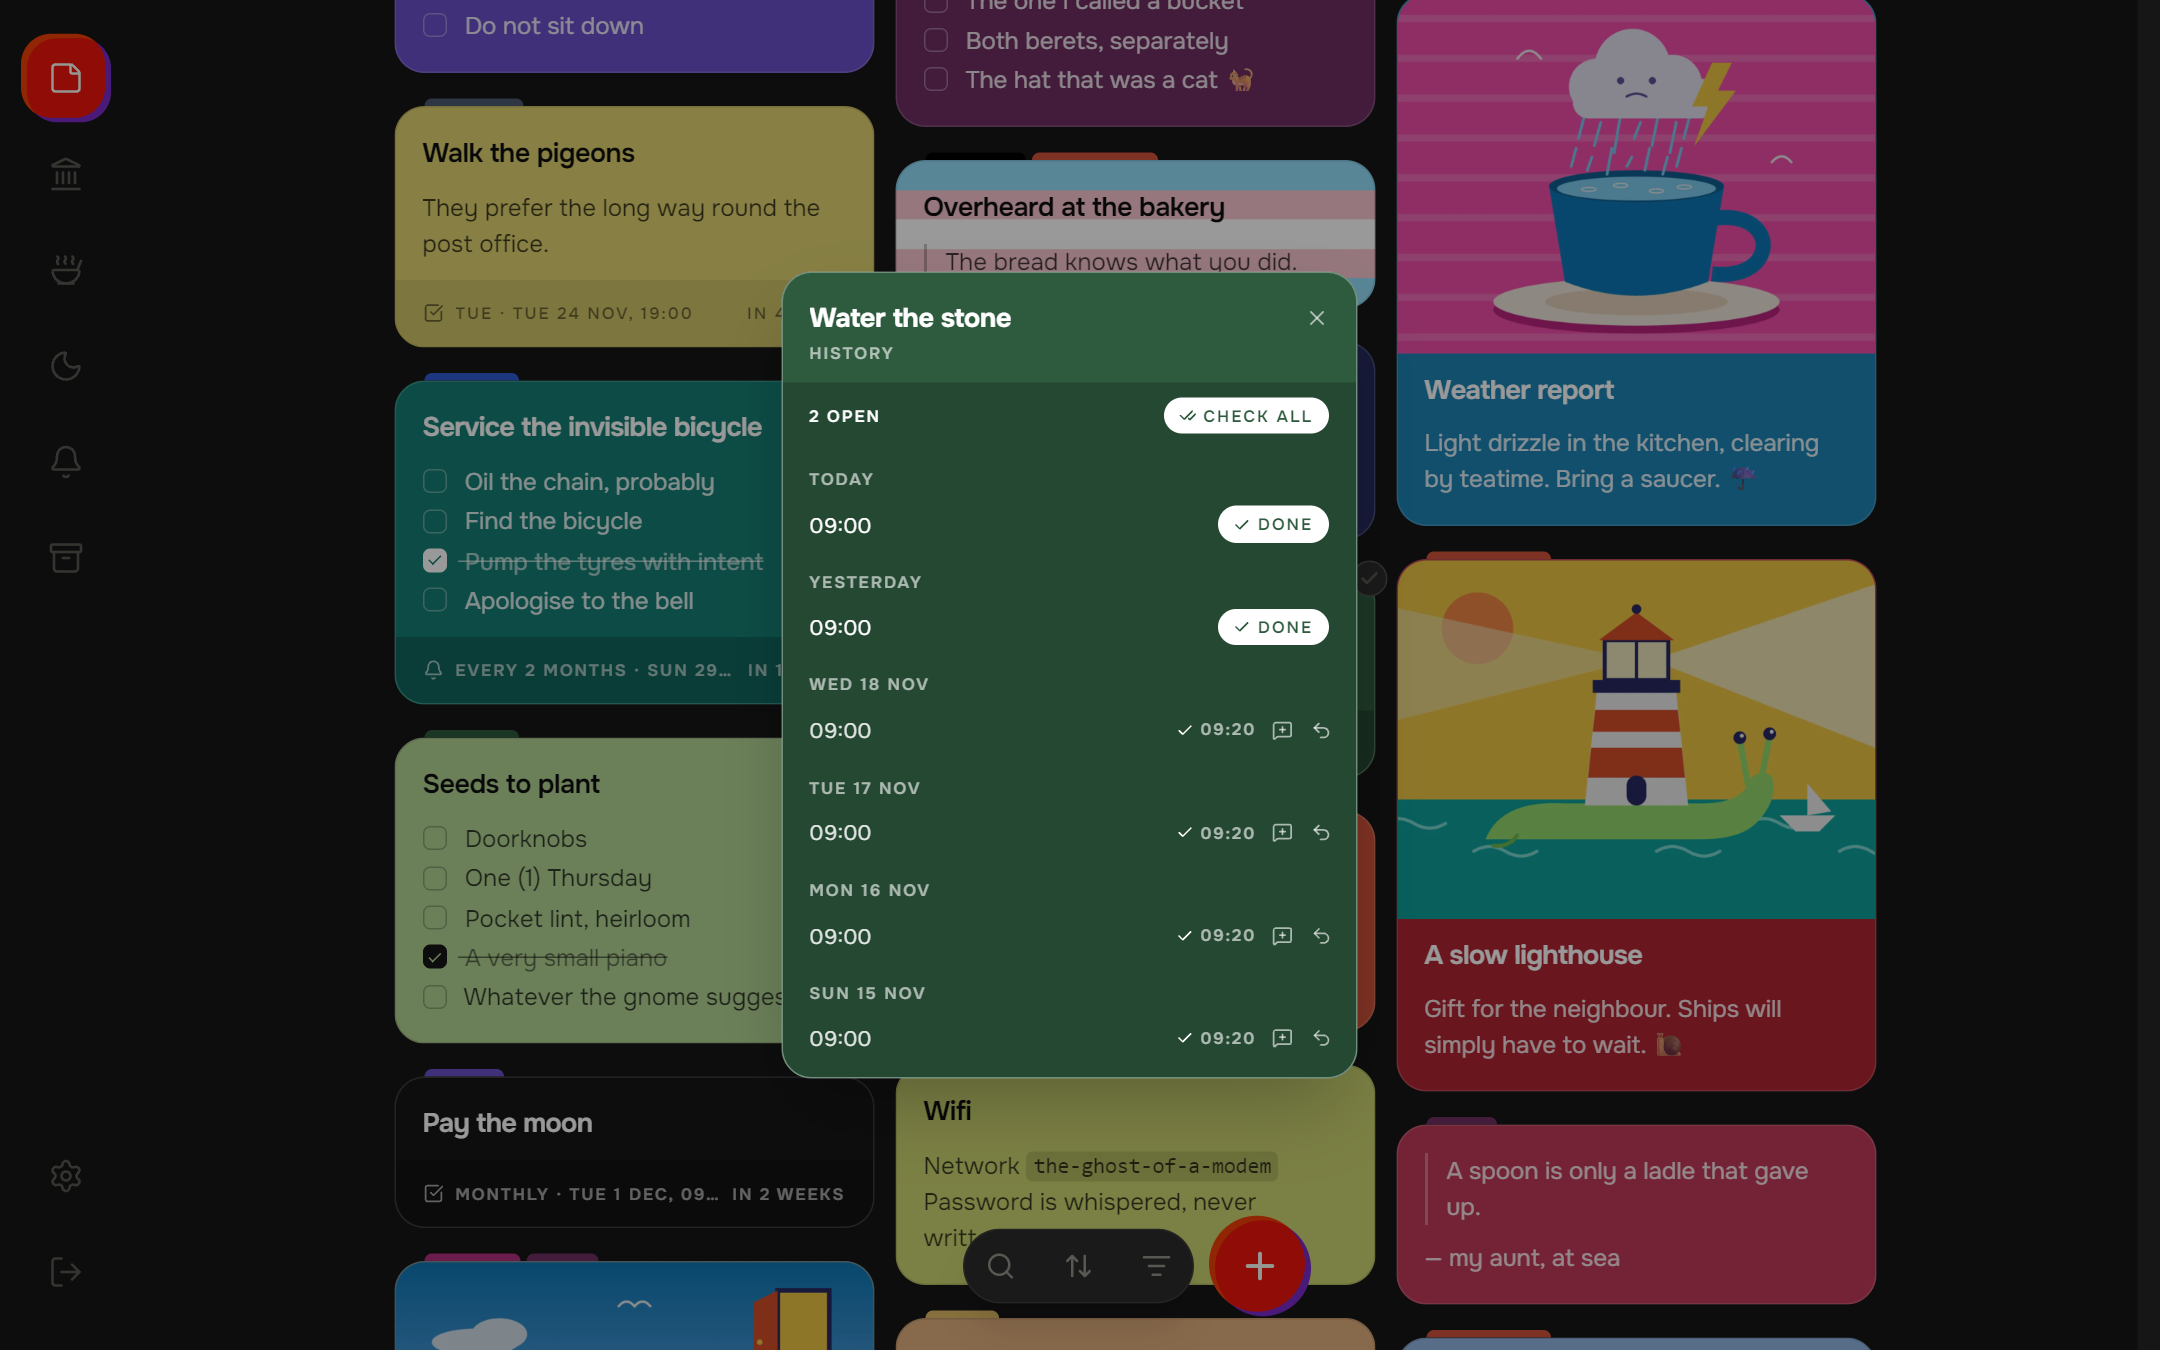 Do not sit down
Walk the pigeons
They prefer the long way round the
post office.
TUE · TUE 24 NOV, 19:00
IN
Service the invisible bicycle
Oil the chain, probably
Find the bicycle
Pump the tyres with intent
Apologise to the bell
EVERY 2 MONTHS · SUN 29… IN
Seeds to plant
Doorknobs
One (1) Thursday
Pocket lint, heirloom
A very small piano
Whatever the gnome
Pay the moon
MONTHLY · TUE 1 DEC, 09… IN 2 WEEKS
The one I called a bucket
Both berets, separately
The hat that was a cat 🐈
Overheard at the bakery
The bread knows what you did.
Water the stone
HISTORY
2 OPEN
CHECK ALL
TODAY
09:00
DONE
YESTERDAY
09:00
DONE
WED 18 NOV
09:00
09:20
TUE 17 NOV
09:00
09:20
MON 16 NOV
09:00
09:20
SUN 15 NOV
09:00
09:20
Wifi
Network the-ghost-of-a-modem
Password is whispered, never
Weather report
Light drizzle in the kitchen, clearing
by teatime. Bring a saucer. ☔
A slow lighthouse
Gift for the neighbour. Ships will
simply have to wait. 🐌
A spoon is only a ladle that gave
up.
— my aunt, at sea